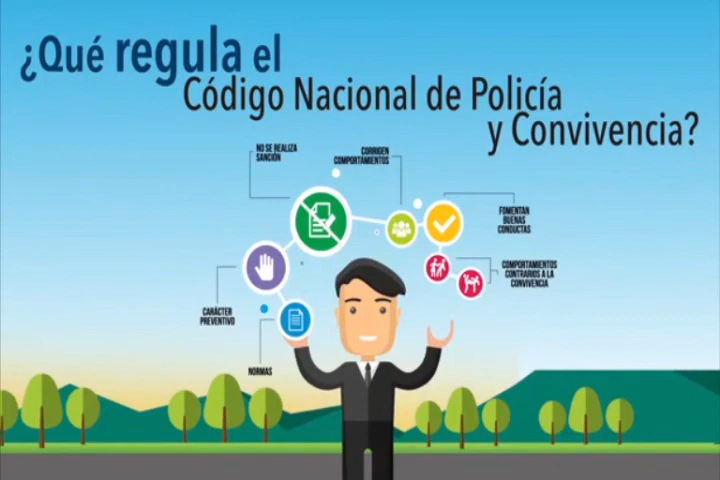 ¿Qué regula el
Código Nacional de Policía
y Convivencia?
NO SE REALIZA
SANCIÓN
CORRIGEN
COMPORTAMIENTOS
FOMENTAN
BUENAS
CONDUCTAS
COMPORTAMIENTOS
CONTRARIOS A LA
CONVIVENCIA
CARÁCTER
PREVENTIVO
NORMAS